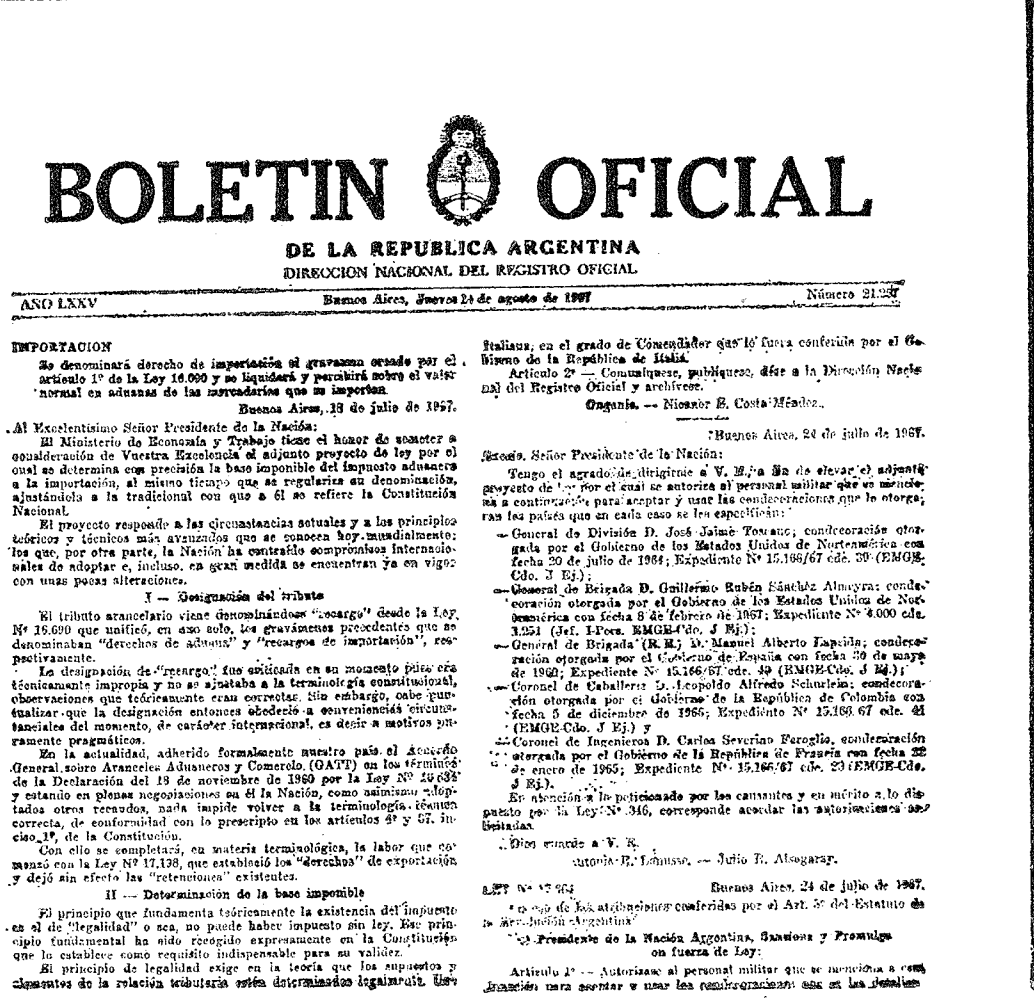 BOLETIN OFICIAL
DE LA REPUBLICA ARGENTINA
DIRECCION NACIONAL DEL REGISTRO OFICIAL
AÑO LXXV
Buenos Aires, Jueves 24 de agosto de 1967
Número 21.257
IMPORTACION
Se denominará derecho de importación el gravamen creado por el
artículo 1º de la Ley 16.690 y se liquidará y percibirá sobre el valor
normal en aduanas de las mercaderías que se importen.
Buenos Aires, 18 de julio de 1967.
Al Excelentísimo Señor Presidente de la Nación:
El Ministerio de Economía y Trabajo tiene el honor de someter a
consideración de Vuestra Excelencia el adjunto proyecto de ley por el
cual se determina con precisión la base imponible del impuesto aduanero
a la importación, al mismo tiempo que se regulariza su denominación,
ajustándola a la tradicional con que a él se refiere la Constitución
Nacional.
El proyecto responde a las circunstancias actuales y a los principios
teóricos y técnicos más avanzados que se conocen hoy mundialmente;
los que, por otra parte, la Nación ha contraído compromisos internacio-
nales de adoptar e, incluso, en gran medida se encuentran ya en vigor
con unas pocas alteraciones.
I — Designación del tributo
El tributo arancelario viene denominándose "recargo" desde la Ley
Nº 16.690 que unificó, en uno solo, los gravámenes precedentes que se
denominaban "derechos de aduana" y "recargos de importación", res-
pectivamente.
La designación de "recargo" fue criticada en su momento pues era
técnicamente impropia y no se ajustaba a la terminología constitucional,
observaciones que teóricamente eran correctas. Sin embargo, cabe pun-
tualizar que la designación entonces obedeció a conveniencias circuns-
tanciales del momento, de carácter internacional, es decir a motivos pu-
ramente pragmáticos.
En la actualidad, adherido formalmente nuestro país al Acuerdo
General sobre Aranceles Aduaneros y Comercio (GATT) en los términos
de la Declaración del 18 de noviembre de 1960 por la Ley Nº
y estando en plenas negociaciones en él la Nación, como asimismo adop-
tados otros recaudos, nada impide volver a la terminología técnica
correcta, de conformidad con lo prescripto en los artículos 4º y 67, in-
ciso 1º, de la Constitución.
Con ello se completará, en materia terminológica, la labor que co-
menzó con la Ley Nº 17.138, que estableció los "derechos" de exportación
y dejó sin efecto las "retenciones" existentes.
II — Determinación de la base imponible
El principio que fundamenta teóricamente la existencia del impuesto
es el de "legalidad" o sea, no puede haber impuesto sin ley. Ese prin-
cipio fundamental ha sido recogido expresamente en la Constitución
que lo establece como requisito indispensable para su validez.
El principio de legalidad exige en la teoría que los supuestos y
elementos de la relación tributaria estén determinados legalmente.
Italiana, en el grado de Comendador que le fuera conferida por el Go-
bierno de la República de Italia.
Artículo 2º — Comuníquese, publíquese, dése a la Dirección Nacio-
nal del Registro Oficial y archívese.
Onganía. — Nicanor E. Costa Méndez.
Buenos Aires, 24 de julio de 1967.
Excmo. Señor Presidente de la Nación:
Tengo el agrado de dirigirme a V. E. a fin de elevar el adjunto
proyecto de Ley por el cual se autoriza al personal militar que se mencio-
na a continuación para aceptar y usar las condecoraciones que le otorga-
ran los países que en cada caso se les especifican:
— General de División D. José Jaime Toscano; condecoración otor-
gada por el Gobierno de los Estados Unidos de Norteamérica con
fecha 20 de julio de 1964; Expediente Nº 15.166/67 cde. 39 (EMGE-
Cdo. J Ej.);
— General de Brigada D. Guillermo Rubén Sánchez Almeyra; conde-
coración otorgada por el Gobierno de los Estados Unidos de Nor-
teamérica con fecha 8 de febrero de 1967; Expediente Nº 4.000 cde.
3.251 (Jef. I-Pers. EMGE-Cdo. J Ej.);
— General de Brigada (R.E.) D. Manuel Alberto Laprida; condeco-
ración otorgada por el Gobierno de España con fecha 30 de mayo
de 1960; Expediente Nº 15.166/67 cde. 40 (EMGE-Cdo. J Ej.);
— Coronel de Caballería D. Leopoldo Alfredo Schurlein; condecora-
ción otorgada por el Gobierno de la República de Colombia con
fecha 5 de diciembre de 1966; Expediente Nº 15.166/67 cde. 41
(EMGE-Cdo. J Ej.) y
— Coronel de Ingenieros D. Carlos Severino Feroglio, condecoración
otorgada por el Gobierno de la República de Francia con fecha 22
de enero de 1965; Expediente Nº 15.166/67 cde. 23 (EMGE-Cdo.
J Ej.).
En atención a lo peticionado por los causantes y en mérito a lo dis-
puesto por la Ley Nº 346, corresponde acordar las autorizaciones so-
licitadas.
Dios guarde a V. E.
Antonio R. Lanusse. — Julio R. Alsogaray.
LEY Nº
Buenos Aires, 24 de julio de 1967.
En uso de las atribuciones conferidas por el Art. 5º del Estatuto de
la Revolución Argentina
El Presidente de la Nación Argentina, Sanciona y Promulga
con fuerza de Ley:
Artículo 1º — Autorízase al personal militar que se menciona a conti-
nuación para aceptar y usar las condecoraciones que se les detallan